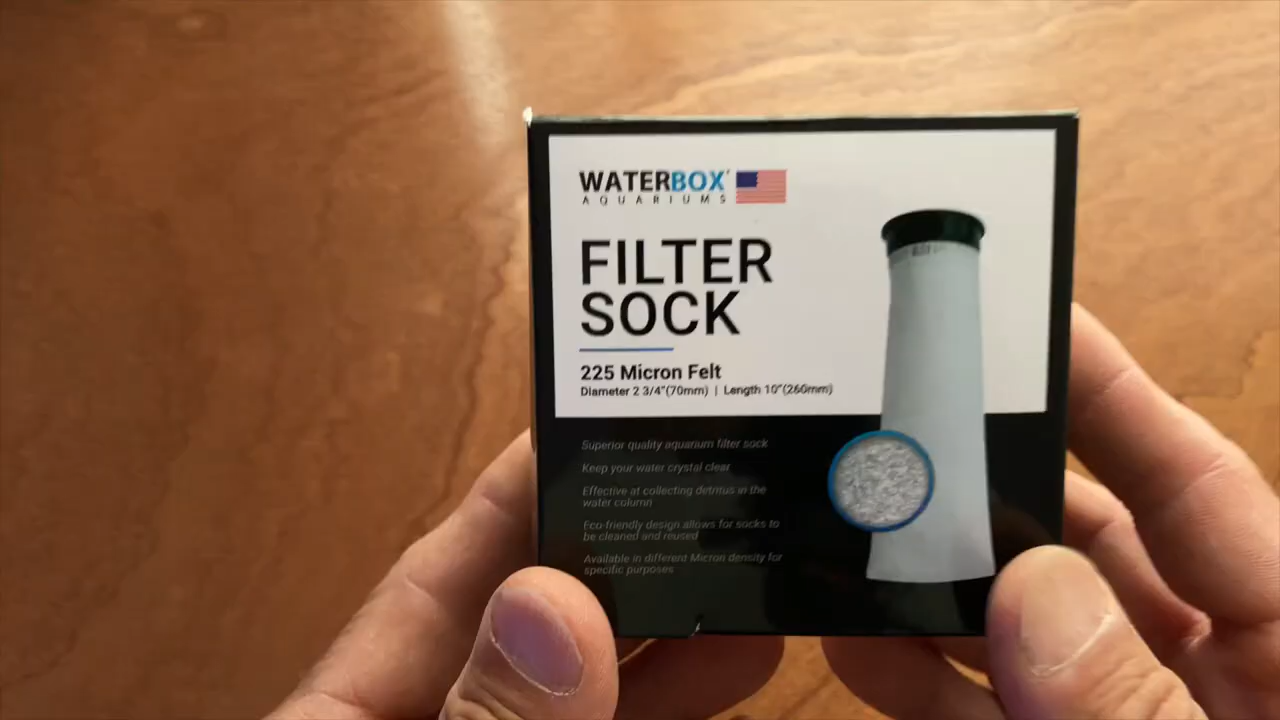 WATERBOX
AQUARIUMS
FILTER
SOCK
225 Micron Felt
Diameter 2 3/4"(70mm) | Length 10"(260mm)
Superior quality aquarium filter sock
Keep your water crystal clear
Effective at collecting detritus in the
water column
Eco-friendly design allows for socks to
be cleaned and reused
Available in different Micron density for
specific purposes